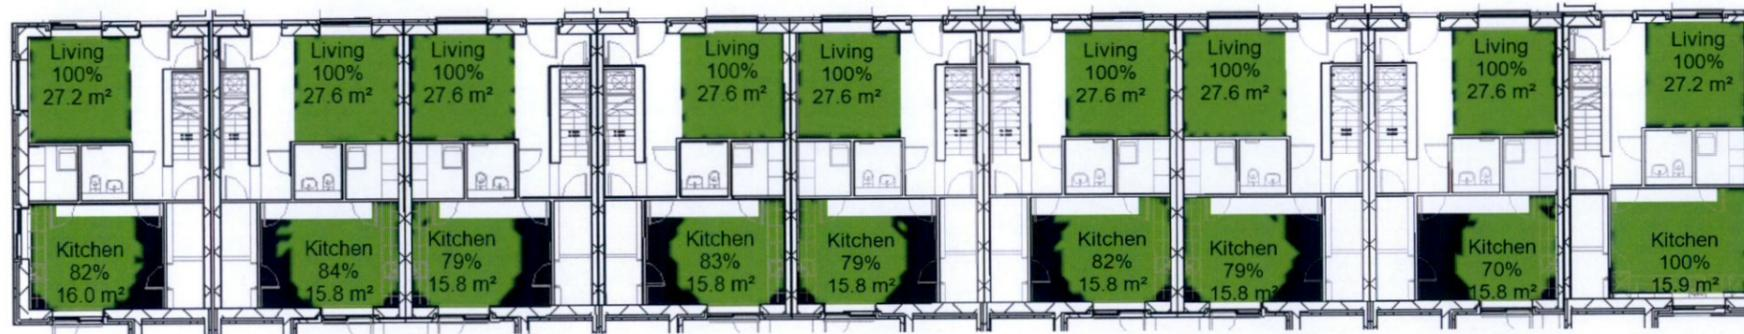 Living
100%
27.2 m²
Living
100%
27.6 m²
Living
100%
27.6 m²
Living
100%
27.6 m²
Living
100%
27.6 m²
Living
100%
27.6 m²
Living
100%
27.6 m²
Living
100%
27.6 m²
Living
100%
27.2 m²
Kitchen
82%
16.0 m²
Kitchen
84%
15.8 m²
Kitchen
79%
15.8 m²
Kitchen
83%
15.8 m²
Kitchen
79%
15.8 m²
Kitchen
82%
15.8 m²
Kitchen
79%
15.8 m²
Kitchen
70%
15.8 m²
Kitchen
100%
15.9 m²